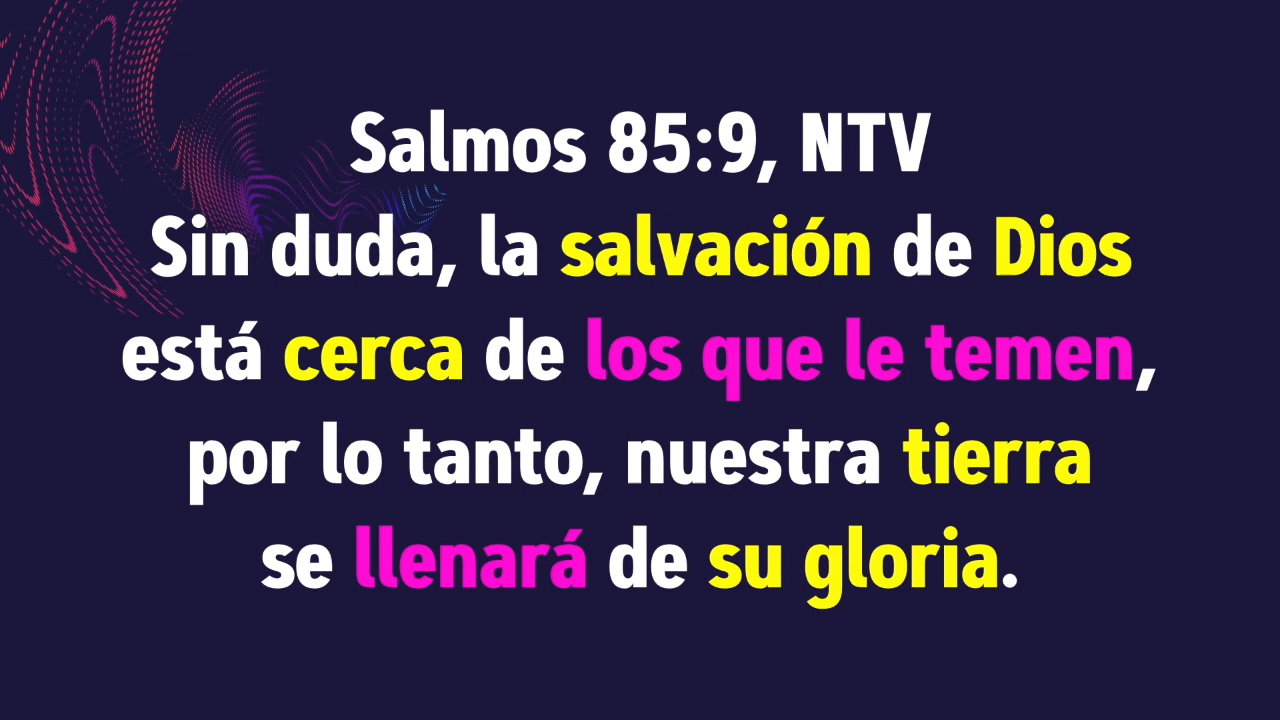 Salmos 85:9, NTV
Sin duda, la salvación de Dios
está cerca de los que le temen,
por lo tanto, nuestra tierra
se llenará de su gloria.